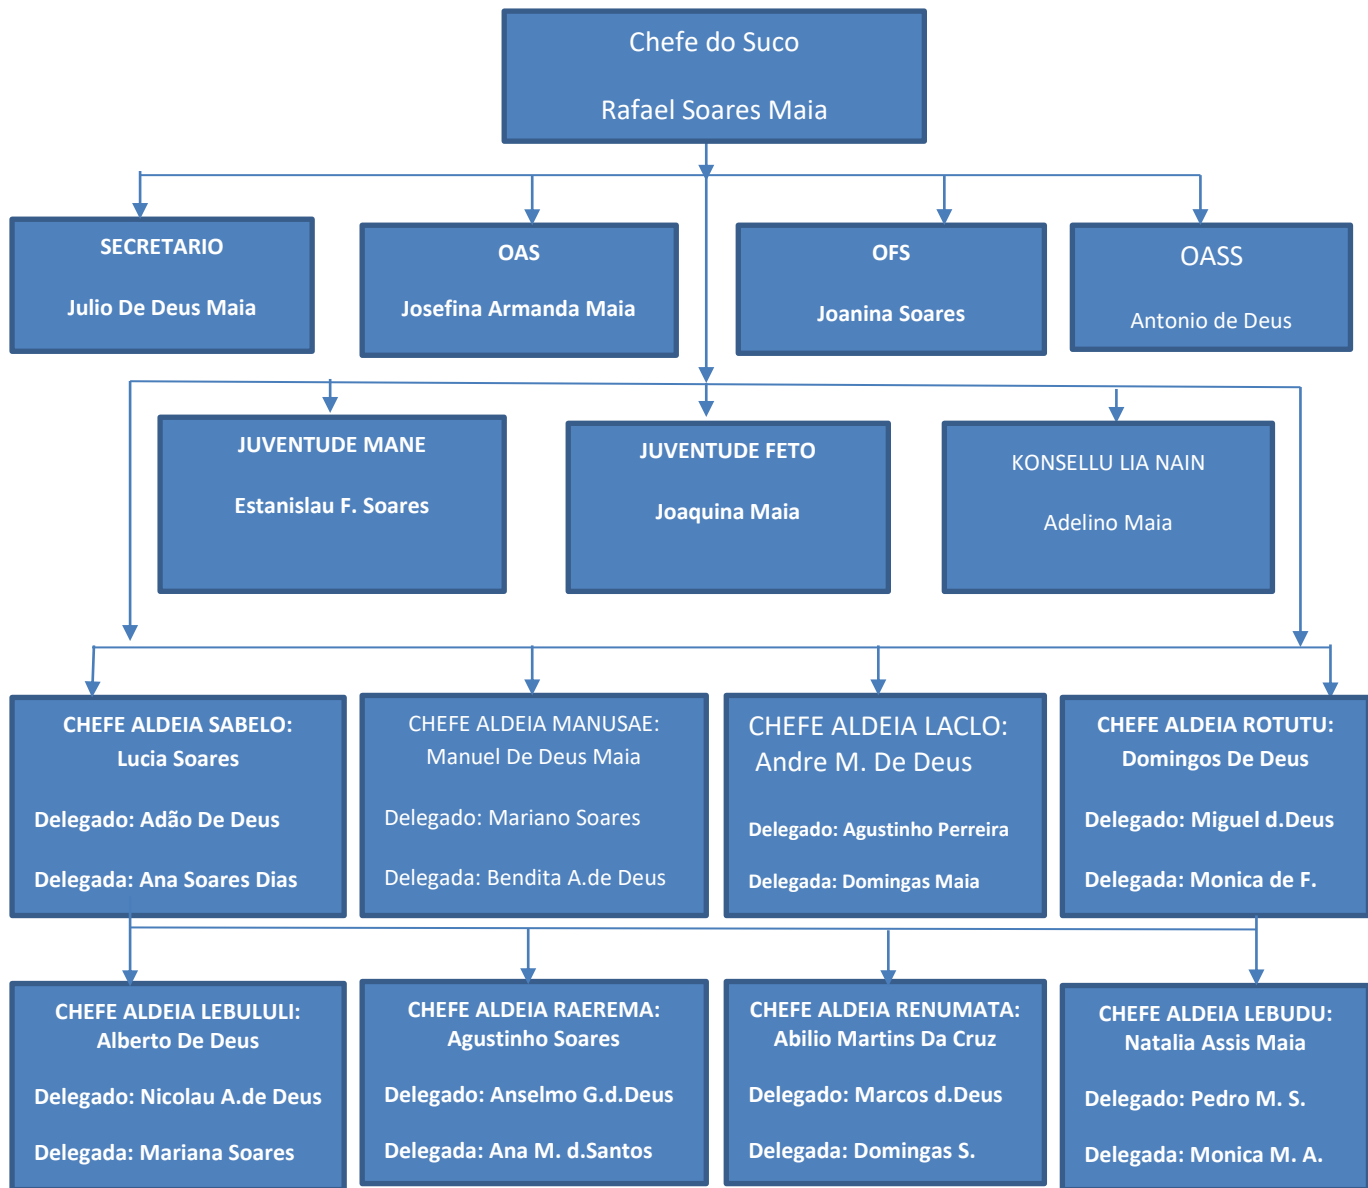 Chefe do Suco
Rafael Soares Maia
SECRETARIO
Julio De Deus Maia
OAS
Josefina Armanda Maia
OFS
Joanina Soares
OASS
Antonio de Deus
JUVENTUDE MANE
Estanislau F. Soares
JUVENTUDE FETO
Joaquina Maia
KONSELLU LIA NAIN
Adelino Maia
CHEFE ALDEIA SABELO:
Lucia Soares
Delegado: Adão De Deus
Delegada: Ana Soares Dias
CHEFE ALDEIA MANUSAE:
Manuel De Deus Maia
Delegado: Mariano Soares
Delegada: Bendita A.de Deus
CHEFE ALDEIA LACLO:
Andre M. De Deus
Delegado: Agustinho Perreira
Delegada: Domingas Maia
CHEFE ALDEIA ROTUTU:
Domingos De Deus
Delegado: Miguel d.Deus
Delegada: Monica de F.
CHEFE ALDEIA LEBULULI:
Alberto De Deus
Delegado: Nicolau A.de Deus
Delegada: Mariana Soares
CHEFE ALDEIA RAEREMA:
Agustinho Soares
Delegado: Anselmo G.d.Deus
Delegada: Ana M. d.Santos
CHEFE ALDEIA RENUMATA:
Abilio Martins Da Cruz
Delegado: Marcos d.Deus
Delegada: Domingas S.
CHEFE ALDEIA LEBUDU:
Natalia Assis Maia
Delegado: Pedro M. S.
Delegada: Monica M. A.